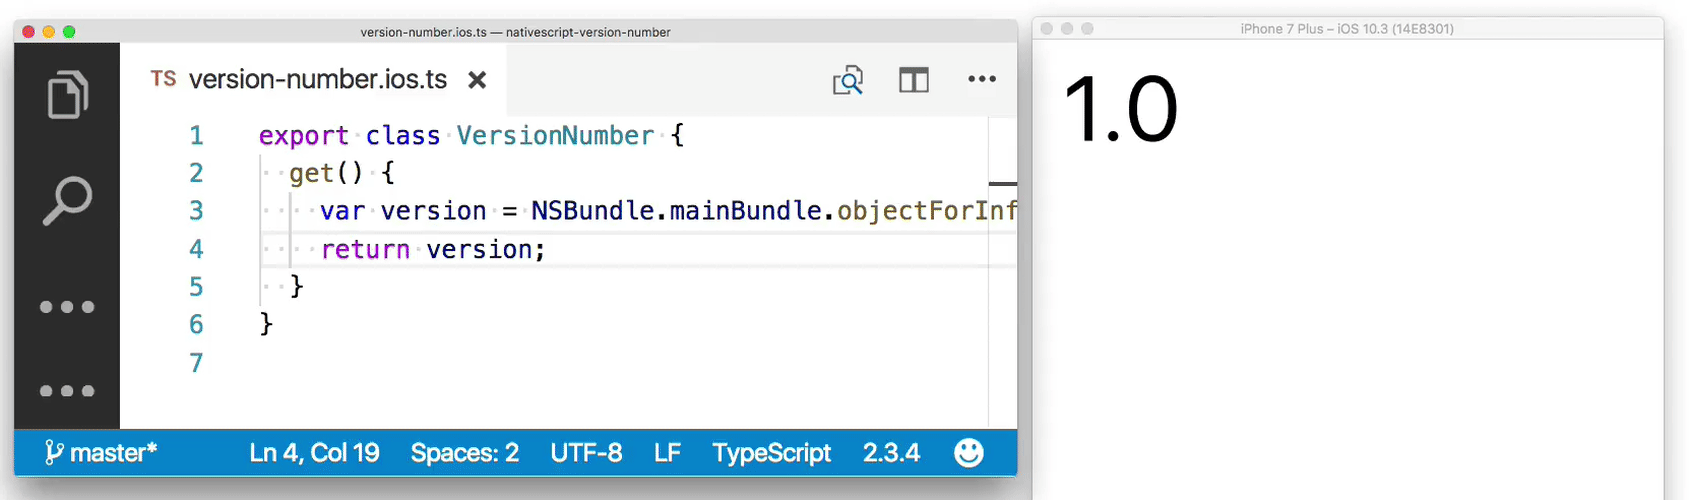 version-number.ios.ts — nativescript-version-number
TS version-number.ios.ts
1 export class VersionNumber {
2 get() {
3 var version = NSBundle.mainBundle.objectForInf
4 return version;
5 }
6 }
7
master* Ln 4, Col 19 Spaces: 2 UTF-8 LF TypeScript 2.3.4
iPhone 7 Plus – iOS 10.3 (14E8301)
1.0